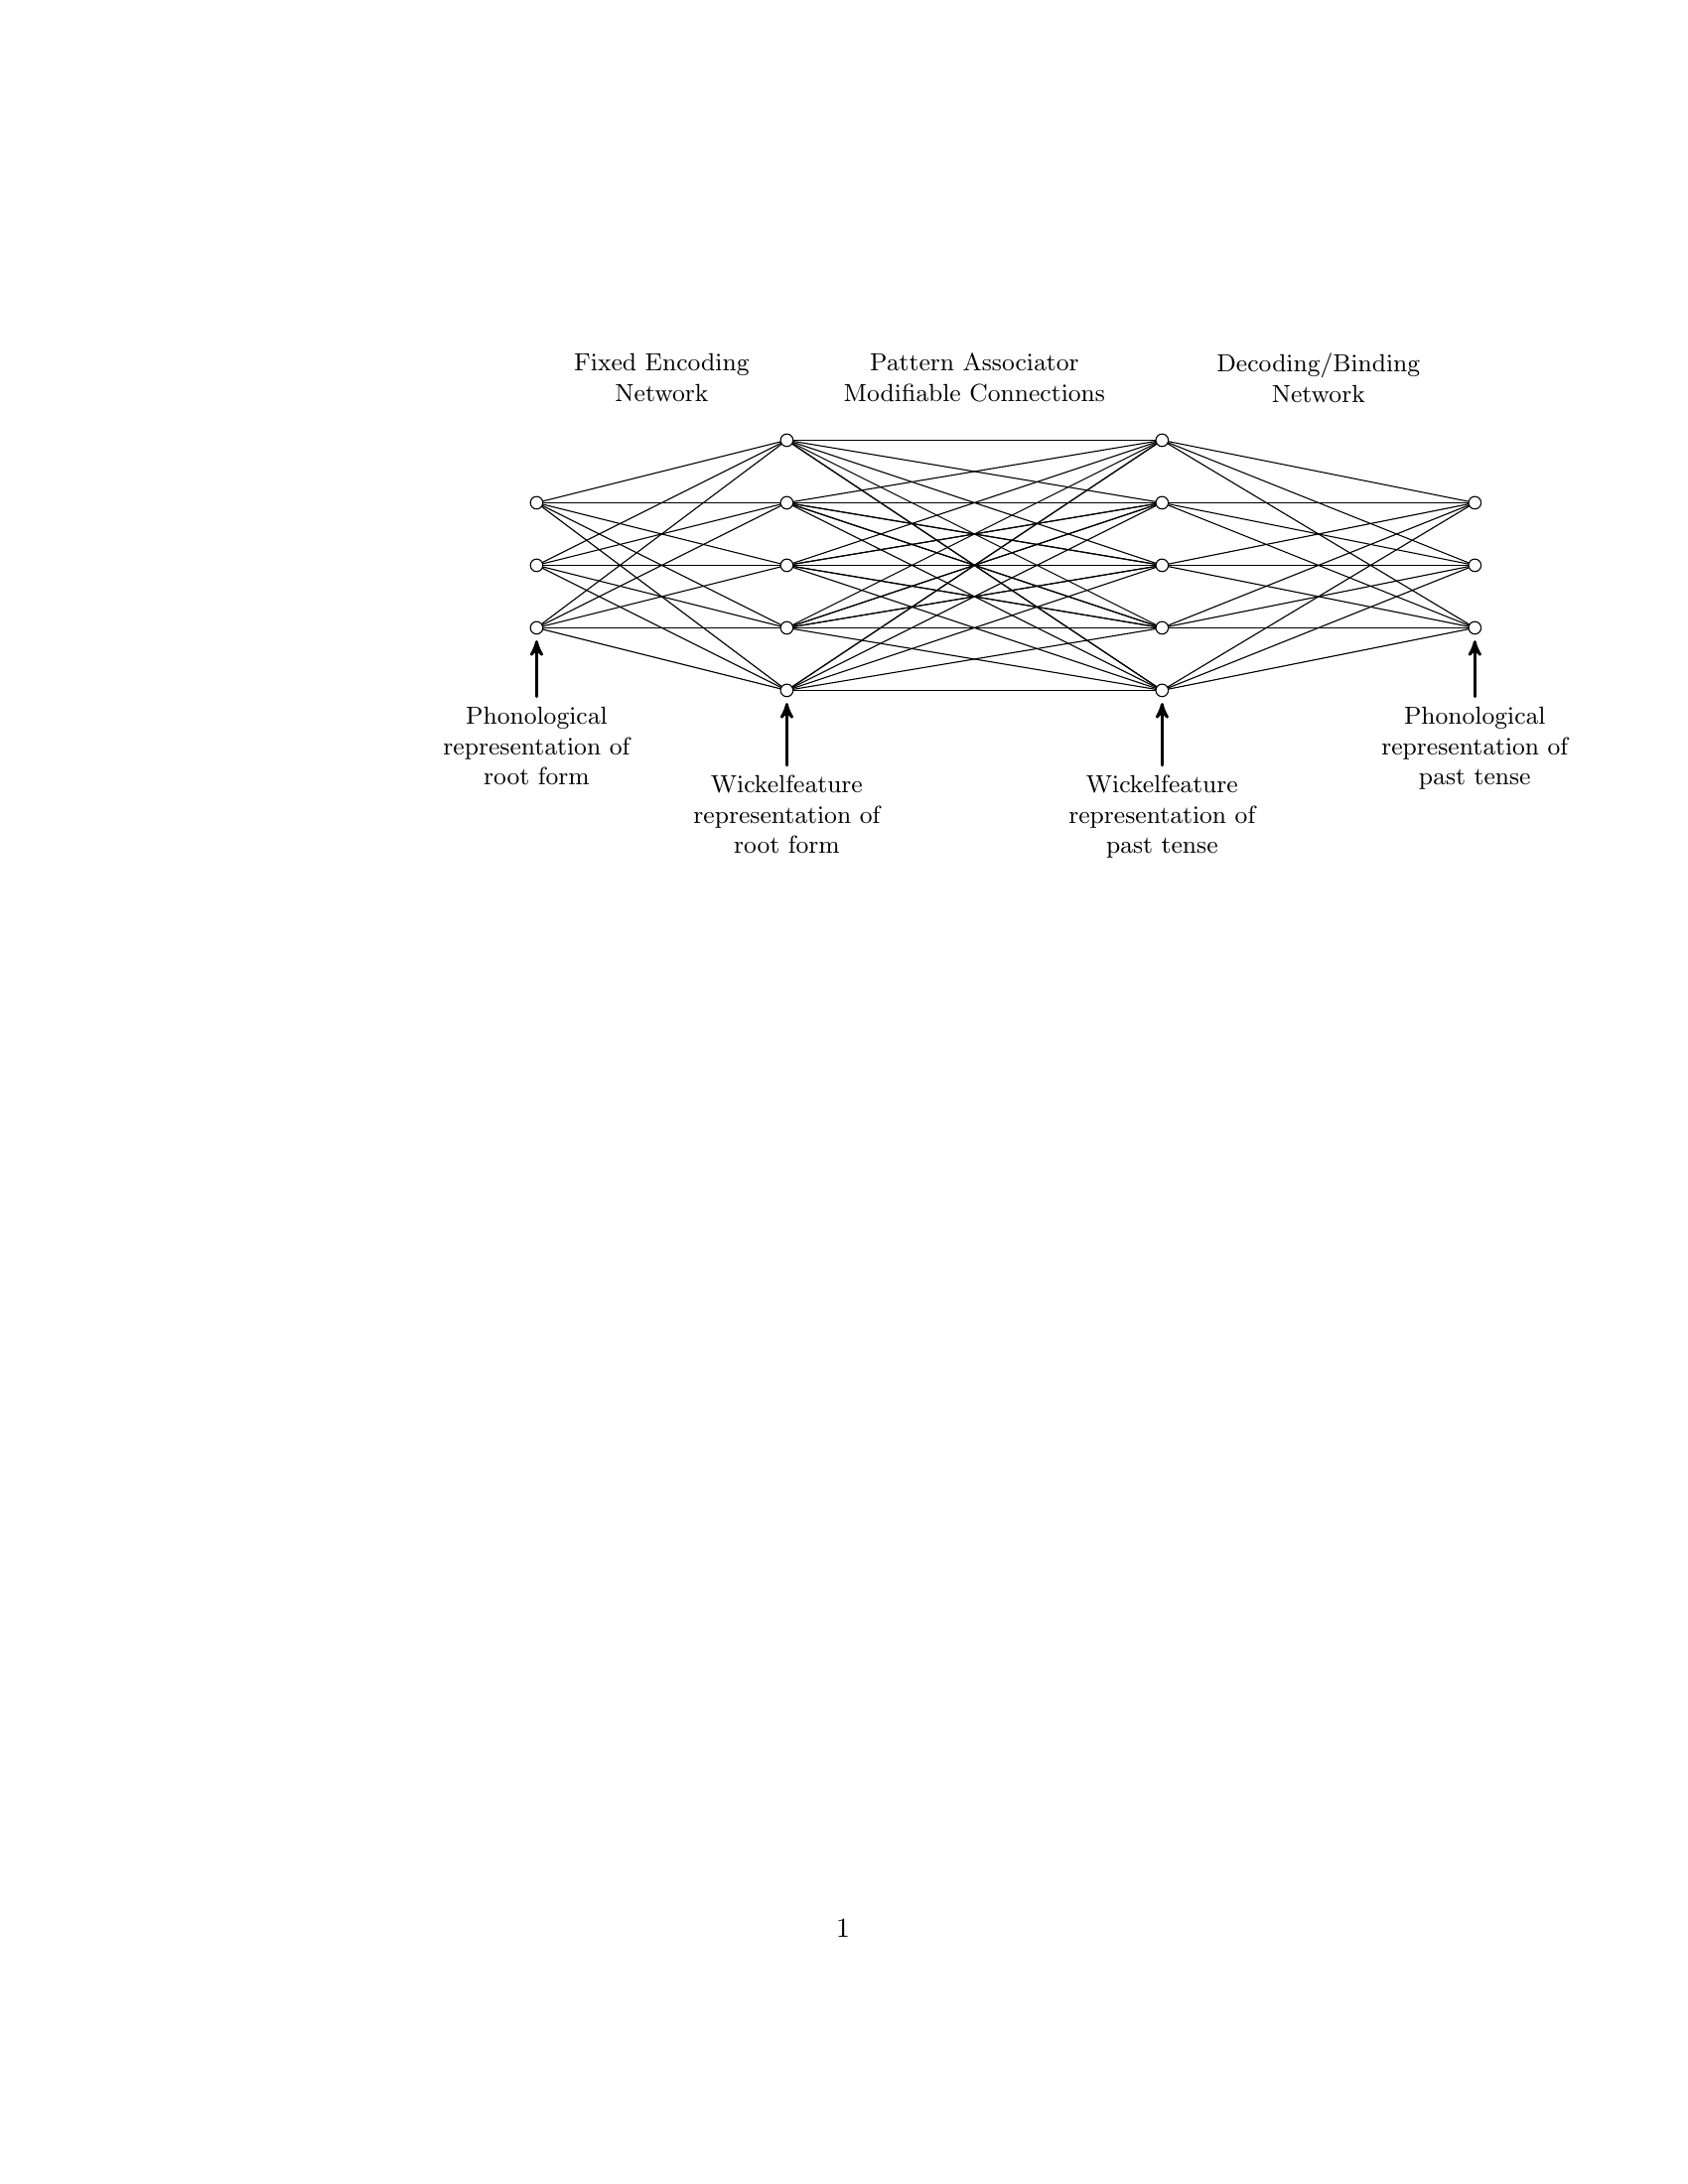 Fixed Encoding
Network
Pattern Associator
Modifiable Connections
Decoding/Binding
Network
Phonological
representation of
root form
Wickelfeature
representation of
root form
Wickelfeature
representation of
past tense
Phonological
representation of
past tense
1